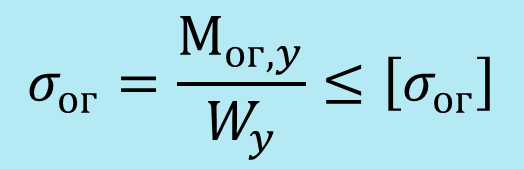 σ_ог = M_ог,y / W_y ≤ [σ_ог]